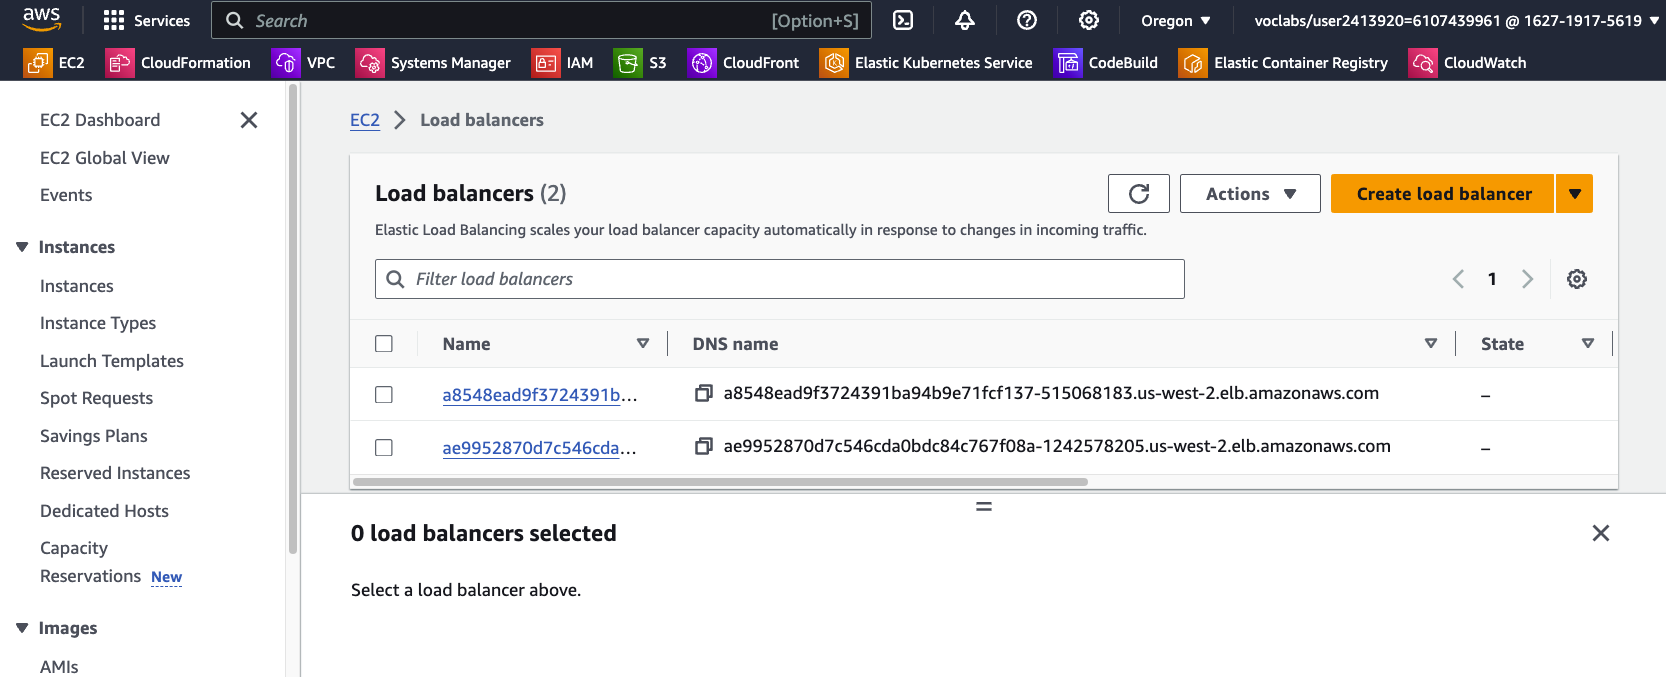 aws Services Search [Option+S] Oregon voclabs/user2413920=6107439961 @ 1627-1917-5619
EC2 CloudFormation VPC Systems Manager IAM S3 CloudFront Elastic Kubernetes Service CodeBuild Elastic Container Registry CloudWatch
EC2 Dashboard
EC2 Global View
Events
Instances
Instances
Instance Types
Launch Templates
Spot Requests
Savings Plans
Reserved Instances
Dedicated Hosts
Capacity
Reservations New
Images
AMIs
EC2 Load balancers
Load balancers (2)
Actions
Create load balancer
Elastic Load Balancing scales your load balancer capacity automatically in response to changes in incoming traffic.
Filter load balancers
1
Name DNS name State
a8548ead9f3724391b... a8548ead9f3724391ba94b9e71fcf137-515068183.us-west-2.elb.amazonaws.com –
ae9952870d7c546cda... ae9952870d7c546cda0bdc84c767f08a-1242578205.us-west-2.elb.amazonaws.com –
0 load balancers selected
Select a load balancer above.